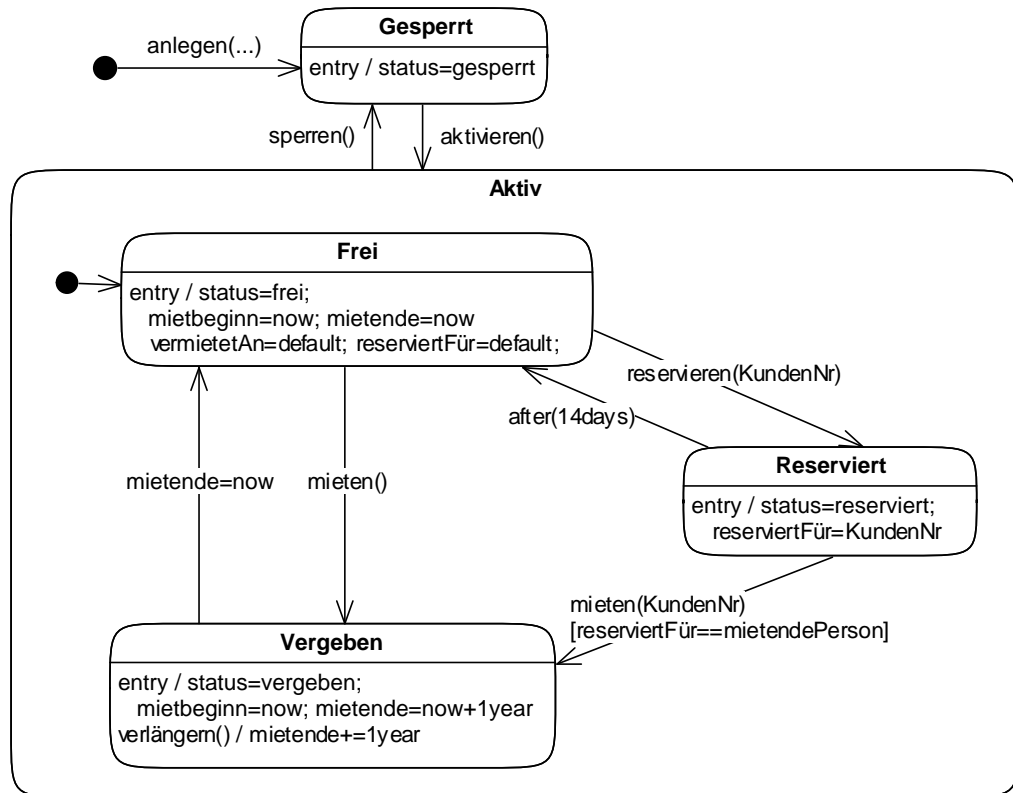 Gesperrt
anlegen(...)
entry / status=gesperrt
sperren()
aktivieren()
Aktiv
Frei
entry / status=frei;
mietbeginn=now; mietende=now
vermietetAn=default; reserviertFür=default;
reservieren(KundenNr)
after(14days)
Reserviert
entry / status=reserviert;
reserviertFür=KundenNr
mietende=now
mieten()
mieten(KundenNr)
[reserviertFür==mietendePerson]
Vergeben
entry / status=vergeben;
mietbeginn=now; mietende=now+1year
verlängern() / mietende+=1year